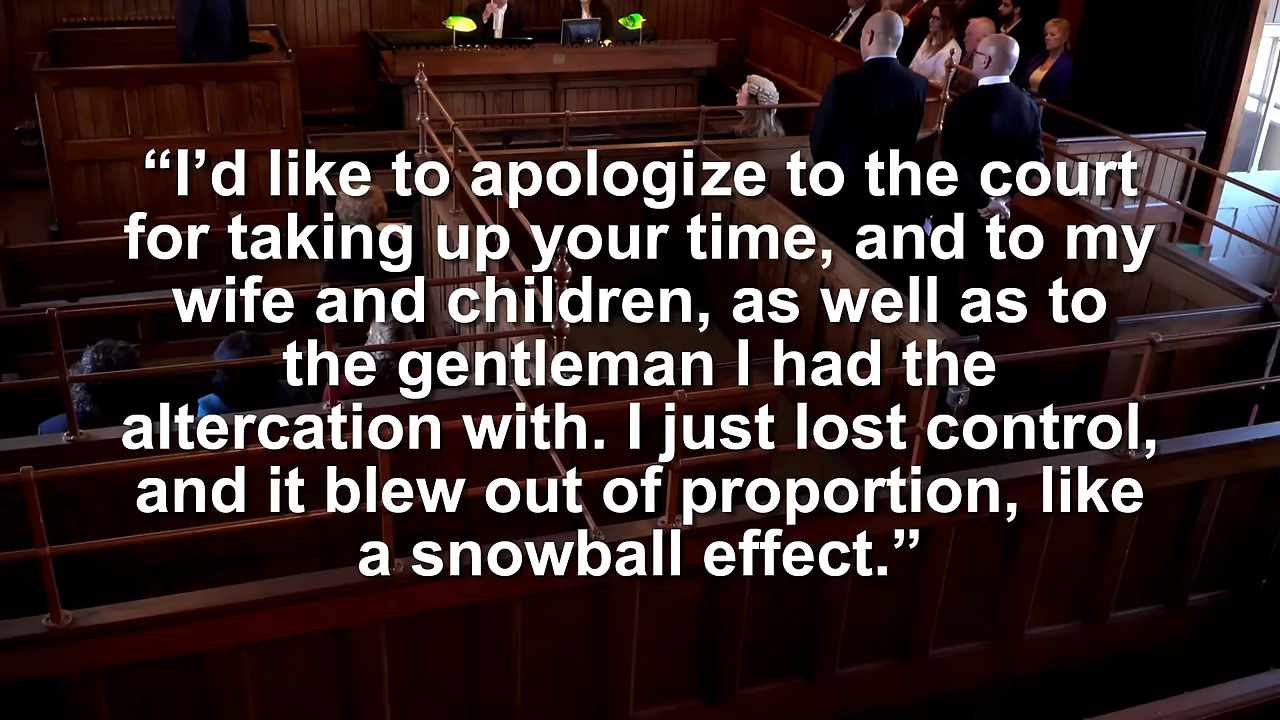 “I’d like to apologize to the court
for taking up your time, and to my
wife and children, as well as to
the gentleman I had the
altercation with. I just lost control,
and it blew out of proportion, like
a snowball effect.”